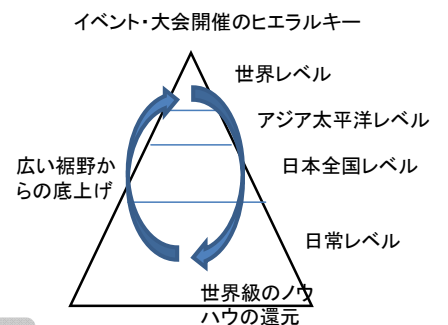 イベント・大会開催のヒエラルキー
世界レベル
アジア太平洋レベル
日本全国レベル
日常レベル
広い裾野か
らの底上げ
世界級のノウ
ハウの還元